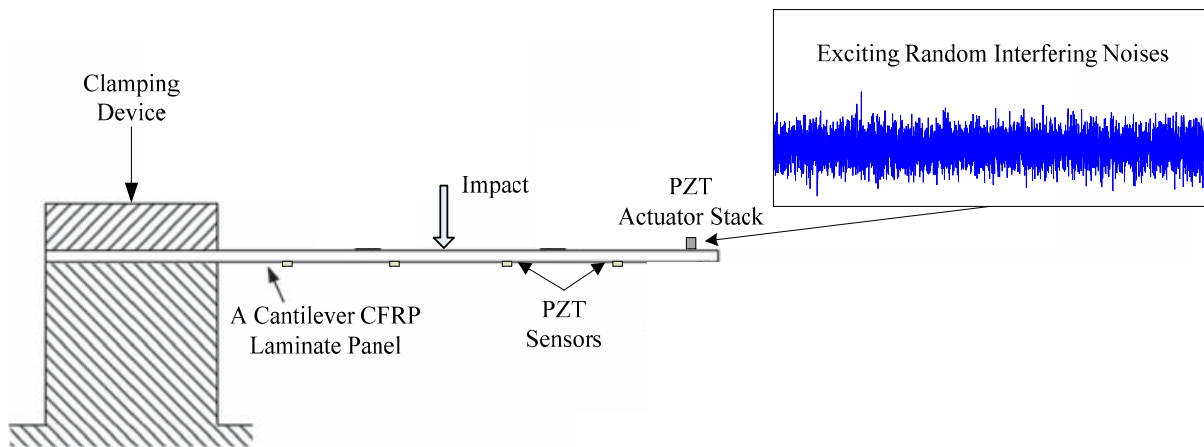 Exciting Random Interfering Noises
Clamping
Device
Impact
PZT
Actuator Stack
A Cantilever CFRP
Laminate Panel
PZT
Sensors